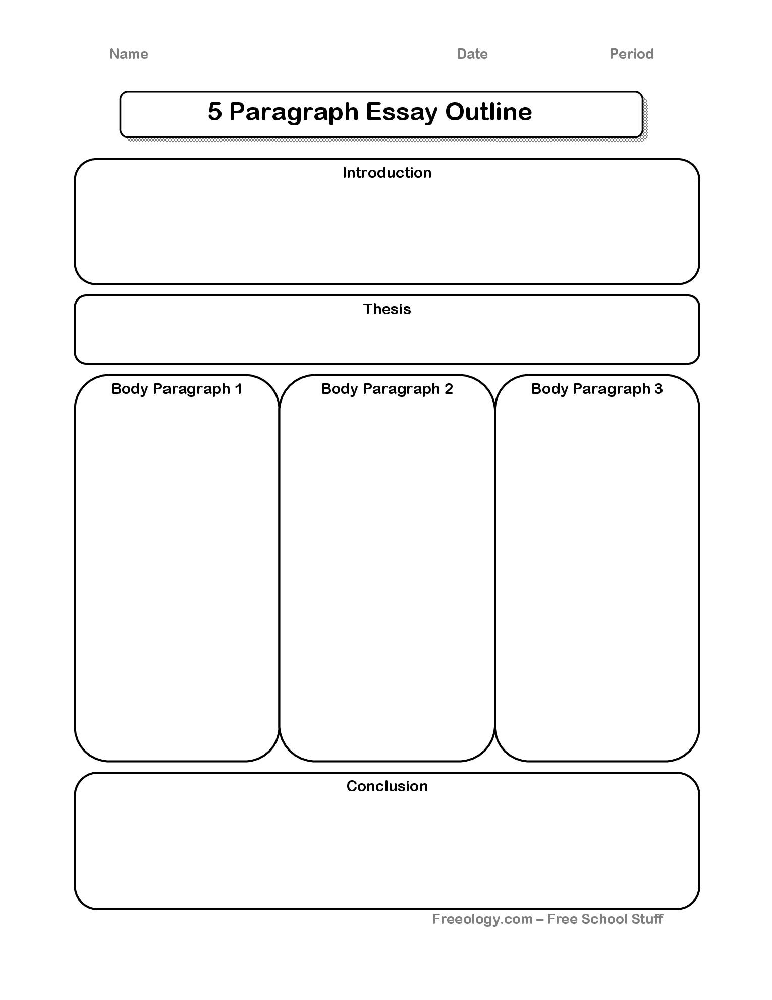 Name Date Period
5 Paragraph Essay Outline
Introduction
Thesis
Body Paragraph 1 Body Paragraph 2 Body Paragraph 3
Conclusion
Freeology.com – Free School Stuff